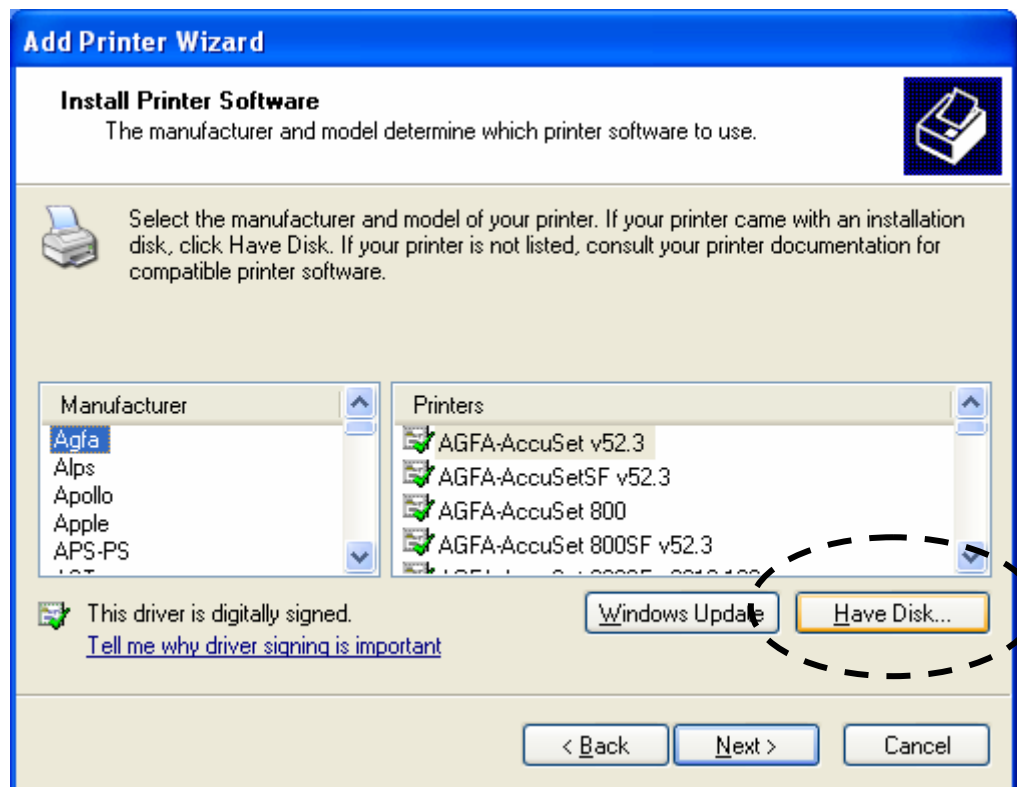 Add Printer Wizard
Install Printer Software
The manufacturer and model determine which printer software to use.
Select the manufacturer and model of your printer. If your printer came with an installation
disk, click Have Disk. If your printer is not listed, consult your printer documentation for
compatible printer software.
Manufacturer
Agfa
Alps
Apollo
Apple
APS-PS
Printers
AGFA-AccuSet v52.3
AGFA-AccuSetSF v52.3
AGFA-AccuSet 800
AGFA-AccuSet 800SF v52.3
This driver is digitally signed.
Tell me why driver signing is important
Windows Update
Have Disk...
< Back
Next >
Cancel